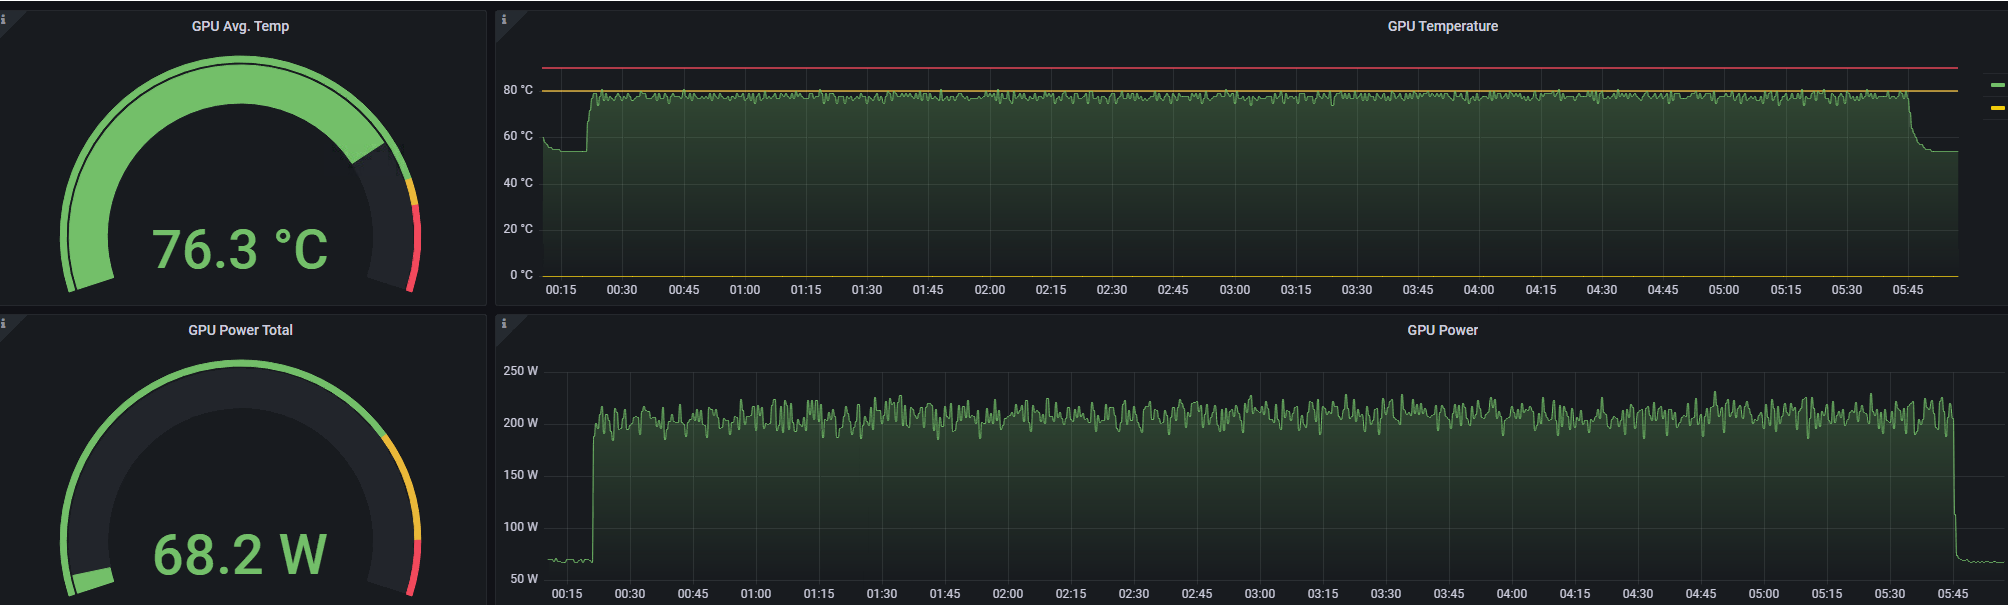 GPU Avg. Temp
76.3 °C
GPU Temperature
80 °C
60 °C
40 °C
20 °C
0 °C
00:15 00:30 00:45 01:00 01:15 01:30 01:45 02:00 02:15 02:30 02:45 03:00 03:15 03:30 03:45 04:00 04:15 04:30 04:45 05:00 05:15 05:30 05:45
GPU Power Total
68.2 W
GPU Power
250 W
200 W
150 W
100 W
50 W
00:15 00:30 00:45 01:00 01:15 01:30 01:45 02:00 02:15 02:30 02:45 03:00 03:15 03:30 03:45 04:00 04:15 04:30 04:45 05:00 05:15 05:30 05:45